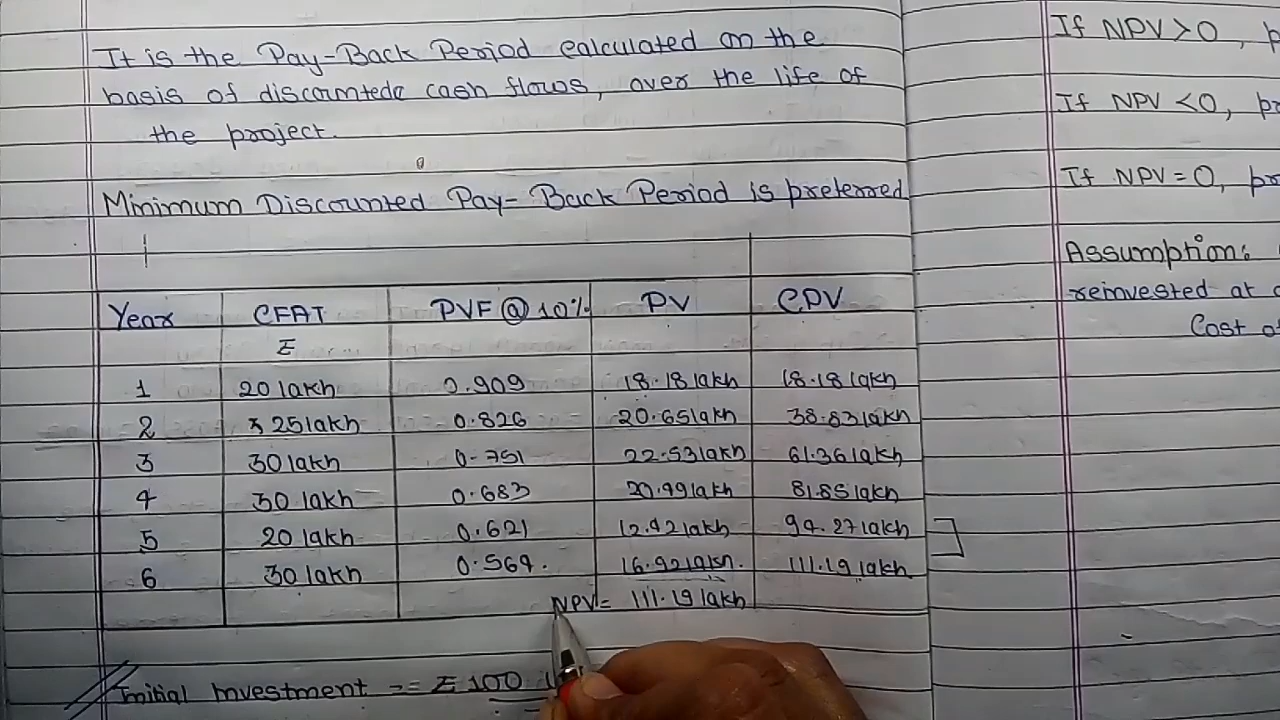 It is the Pay-Back Period calculated on the
basis of discountedc cash flows, over the life of
the project.
Minimum Discounted Pay-Back Period is preferred
Year CFAT PVF @ 10% PV CPV
₹
1 20 lakh 0.909 18.18 lakh 18.18 lakh
2 ₹ 25 lakh 0.826 20.65 lakh 38.83 lakh
3 30 lakh 0.751 22.53 lakh 61.36 lakh
4 30 lakh 0.683 20.49 lakh 81.85 lakh
5 20 lakh 0.621 12.42 lakh 94.27 lakh
6 30 lakh 0.564. 16.92 lakh. 111.19 lakh
NPV = 111.19 lakh
Initial Investment = ₹ 100
If NPV > 0,
If NPV < 0,
If NPV = 0,
Assumption:
reinvested at
Cost